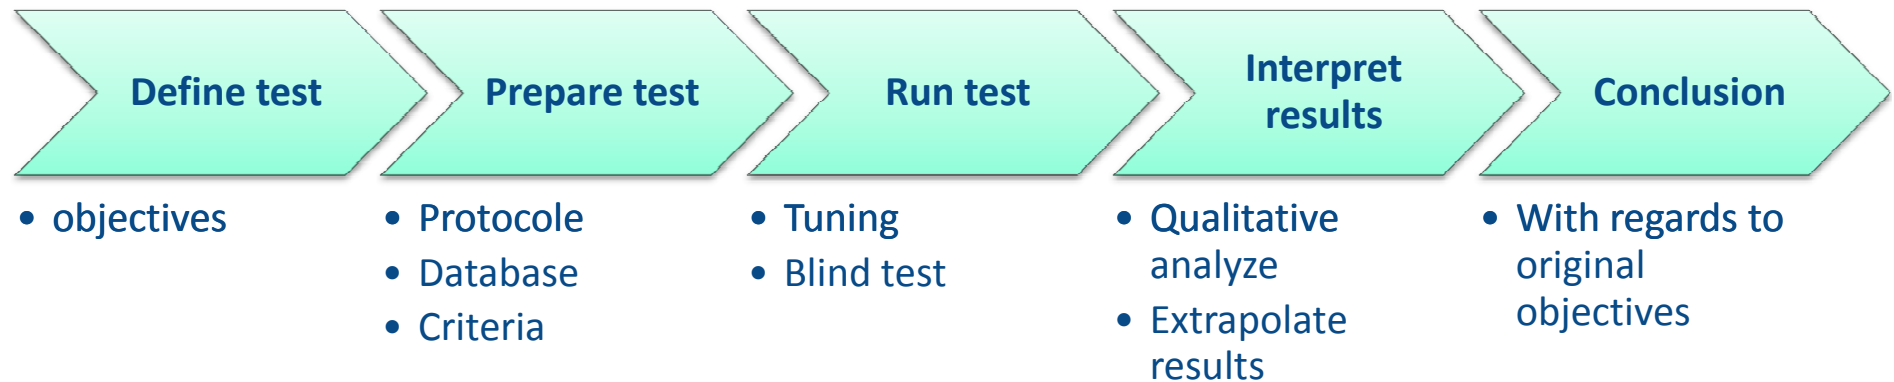 Define test
• objectives
Prepare test
• Protocole
• Database
• Criteria
Run test
• Tuning
• Blind test
Interpret
results
• Qualitative
analyze
• Extrapolate
results
Conclusion
• With regards to
original
objectives